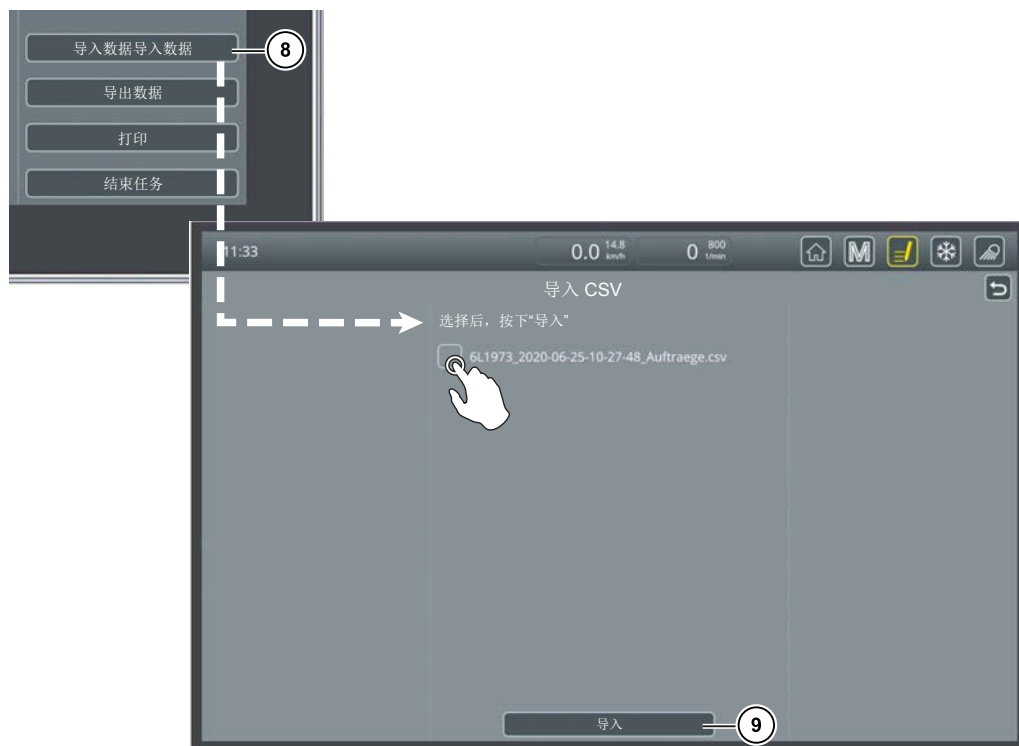 导入数据导入数据
8
导出数据
打印
结束任务
11:33
0.0 14.8 km/h
0 800 1/min
M
导入 CSV
选择后，按下“导入”
6L1973_2020-06-25-10-27-48_Auftraege.csv
导入
9